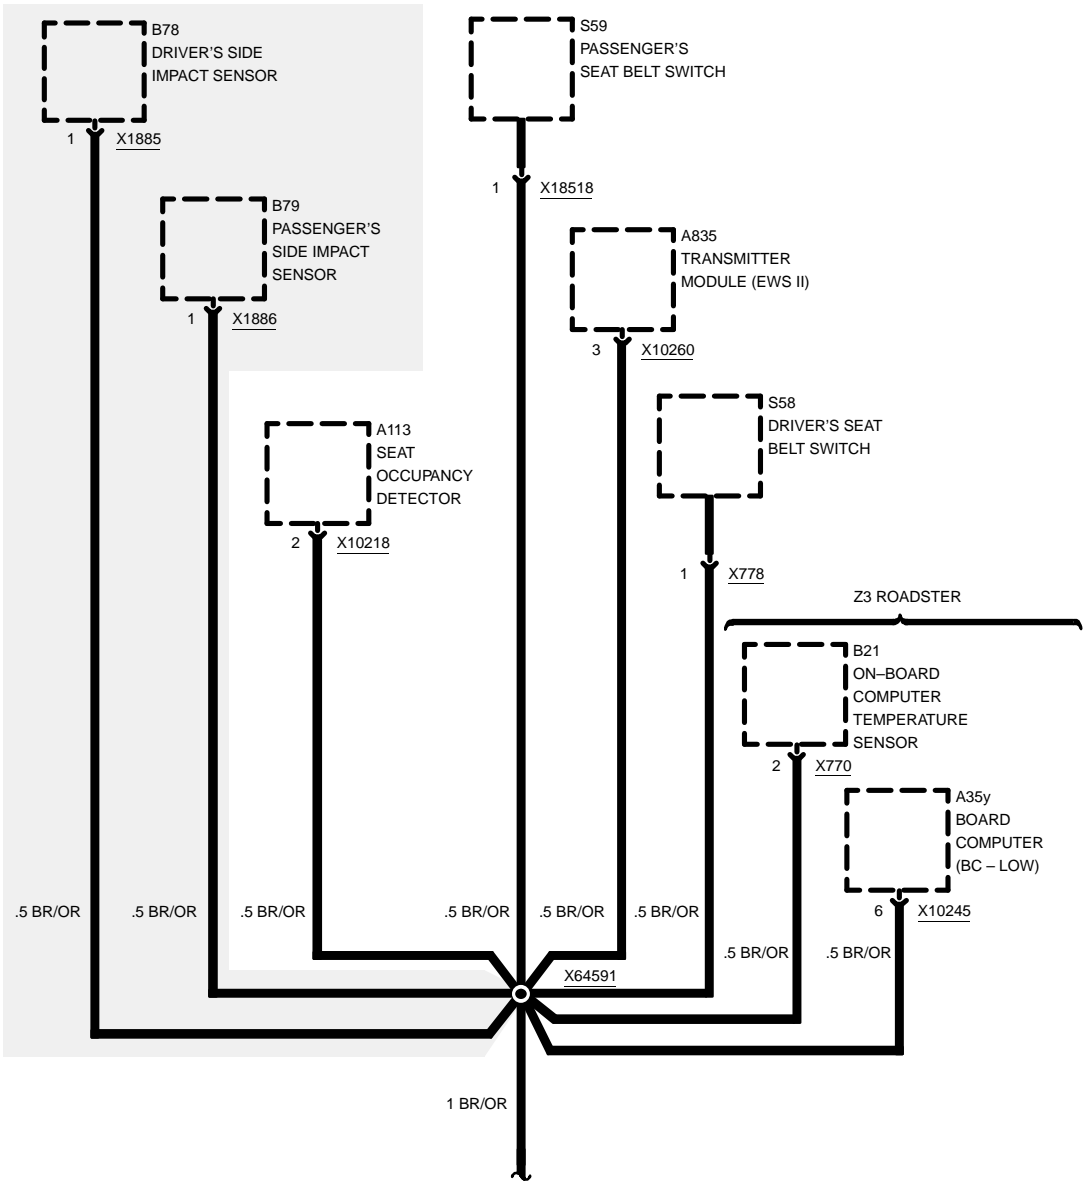 B78
DRIVER'S SIDE
IMPACT SENSOR
1
X1885
S59
PASSENGER'S
SEAT BELT SWITCH
1
X18518
B79
PASSENGER'S
SIDE IMPACT
SENSOR
1
X1886
A835
TRANSMITTER
MODULE (EWS II)
3
X10260
S58
DRIVER'S SEAT
BELT SWITCH
1
X778
A113
SEAT
OCCUPANCY
DETECTOR
2
X10218
Z3 ROADSTER
B21
ON–BOARD
COMPUTER
TEMPERATURE
SENSOR
2
X770
A35y
BOARD
COMPUTER
(BC – LOW)
6
X10245
.5 BR/OR
.5 BR/OR
.5 BR/OR
.5 BR/OR
.5 BR/OR
.5 BR/OR
.5 BR/OR
.5 BR/OR
X64591
1 BR/OR